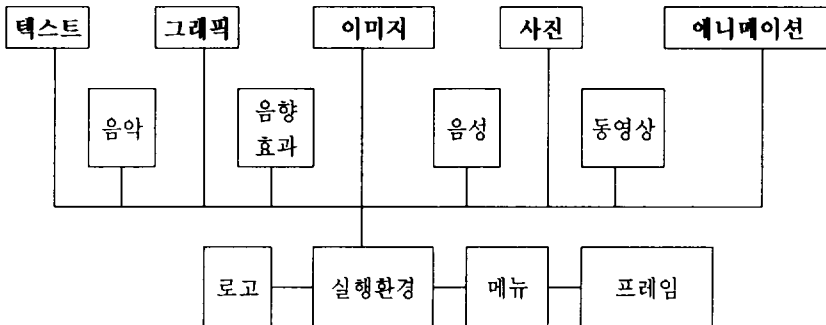 텍스트
그래픽
이미지
사진
애니메이션
음악
음향
효과
음성
동영상
로고
실행환경
메뉴
프레임